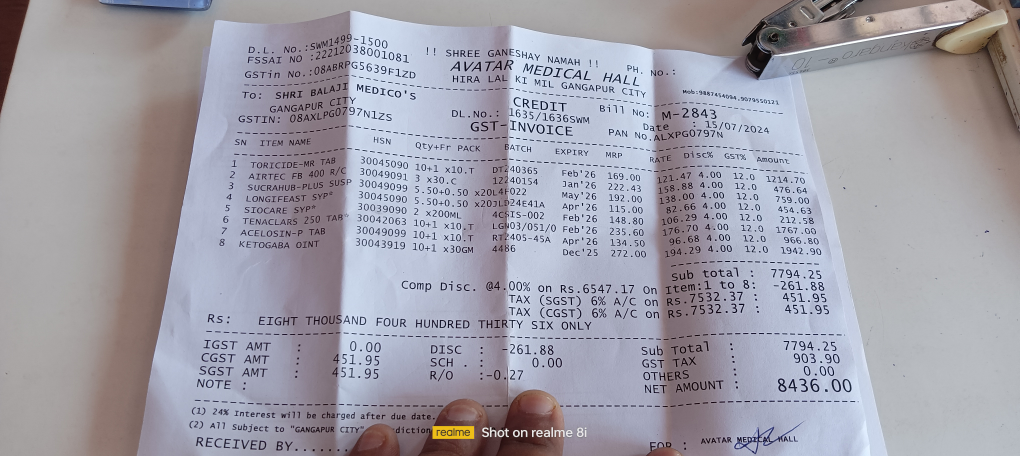 D.L. No.:SWM1499-1500
FSSAI NO :22212038001081
GSTin No.:08ABRPG5639F1ZD
!! SHREE GANESHAY NAMAH !! PH. No.:
AVATAR MEDICAL HALL
HIRA LAL KI MIL GANGAPUR CITY
Mob:9887454094,9079550121
To: SHRI BALAJI MEDICO's
GANGAPUR CITY
GSTIN: 08AXLPG0797N1ZS
CREDIT Bill No: M-2843
DL.No.: 1635/1636SWM Date : 15/07/2024
GST-INVOICE PAN No.ALXPG0797N
SN ITEM NAME HSN Qty+Fr PACK BATCH EXPIRY MRP RATE Disc% GST% Amount
1 TORICIDE-MR TAB 30045090 10+1 x10.T DT240365 Feb'26 169.00 121.47 4.00 12.0 1214.70
2 AIRTEC FB 400 R/C 30049091 3 x30.C 12240154 Jan'26 222.43 158.88 4.00 12.0 476.64
3 SUCRAHUB-PLUS SUSP 30049099 5.50+0.50 x20L4H022 May'26 192.00 138.00 4.00 12.0 759.00
4 LONGIFEAST SYP* 30045090 5.50+0.50 x20JLD24E41A Apr'26 115.00 82.66 4.00 12.0 454.63
5 SIOCARE SYP* 30039090 2 x200ML 4CSIS-002 Feb'26 148.80 106.29 4.00 12.0 212.58
6 TENACLARS 250 TAB* 30042063 10+1 x10.T LGN03/051/0 Feb'26 235.60 176.70 4.00 12.0 1767.00
7 ACELOSIN-P TAB 30049099 10+1 x10.T RT2405-45A Apr'26 134.50 96.68 4.00 12.0 966.80
8 KETOGABA OINT 30043919 10+1 x30GM 4486 Dec'25 272.00 194.29 4.00 12.0 1942.90
Sub total : 7794.25
Comp Disc. @4.00% on Rs.6547.17 On Item:1 to 8: -261.88
TAX (SGST) 6% A/C on Rs.7532.37 : 451.95
TAX (CGST) 6% A/C on Rs.7532.37 : 451.95
Rs: EIGHT THOUSAND FOUR HUNDRED THIRTY SIX ONLY
IGST AMT : 0.00 DISC : -261.88 Sub Total : 7794.25
CGST AMT : 451.95 SCH . : 0.00 GST TAX : 903.90
SGST AMT : 451.95 R/O :-0.27 OTHERS : 0.00
NOTE : NET AMOUNT : 8436.00
(1) 24% Interest will be charged after due date.
(2) All Subject to "GANGAPUR CITY"
RECEIVED BY........ FOR : AVATAR MEDICAL HALL
realme Shot on realme 8i
kangaro